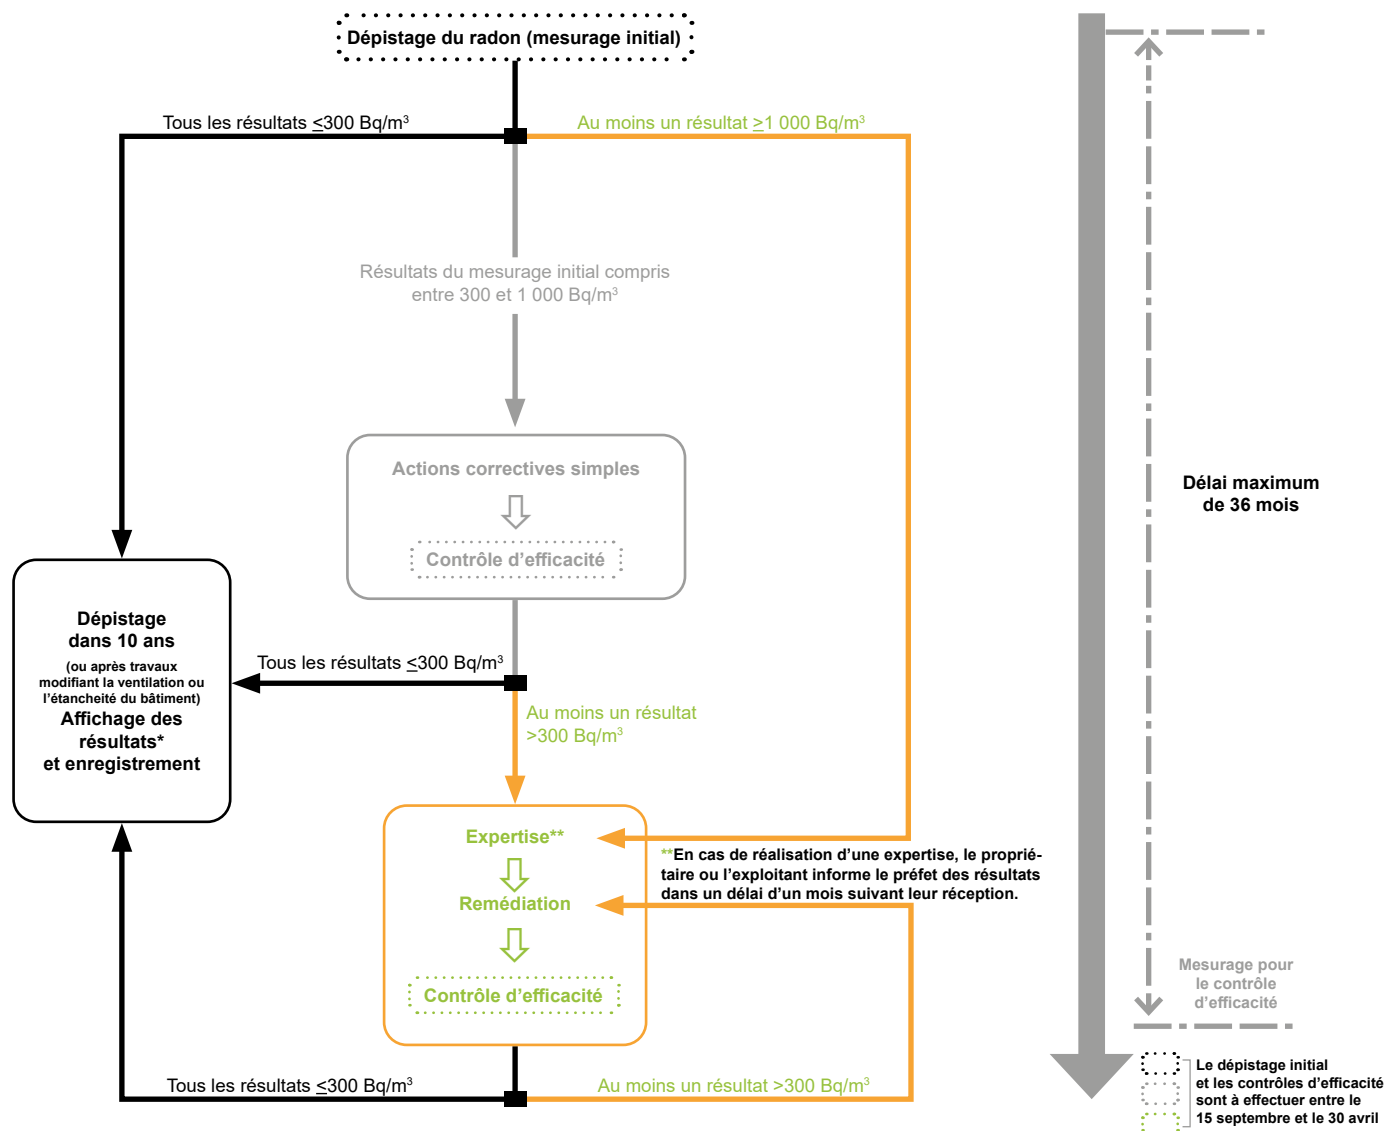 Dépistage du radon (mesurage initial)
Tous les résultats ≤300 Bq/m³
Au moins un résultat ≥1 000 Bq/m³
Résultats du mesurage initial compris
entre 300 et 1 000 Bq/m³
Actions correctives simples
Contrôle d’efficacité
Délai maximum
de 36 mois
Dépistage
dans 10 ans
(ou après travaux
modifiant la ventilation ou
l’étancheité du bâtiment)
Affichage des
résultats*
et enregistrement
Tous les résultats ≤300 Bq/m³
Au moins un résultat
>300 Bq/m³
Expertise**
**En cas de réalisation d’une expertise, le proprié-
taire ou l’exploitant informe le préfet des résultats
dans un délai d’un mois suivant leur réception.
Remédiation
Contrôle d’efficacité
Mesurage pour
le contrôle
d’efficacité
Tous les résultats ≤300 Bq/m³
Au moins un résultat >300 Bq/m³
Le dépistage initial
et les contrôles d’efficacité
sont à effectuer entre le
15 septembre et le 30 avril